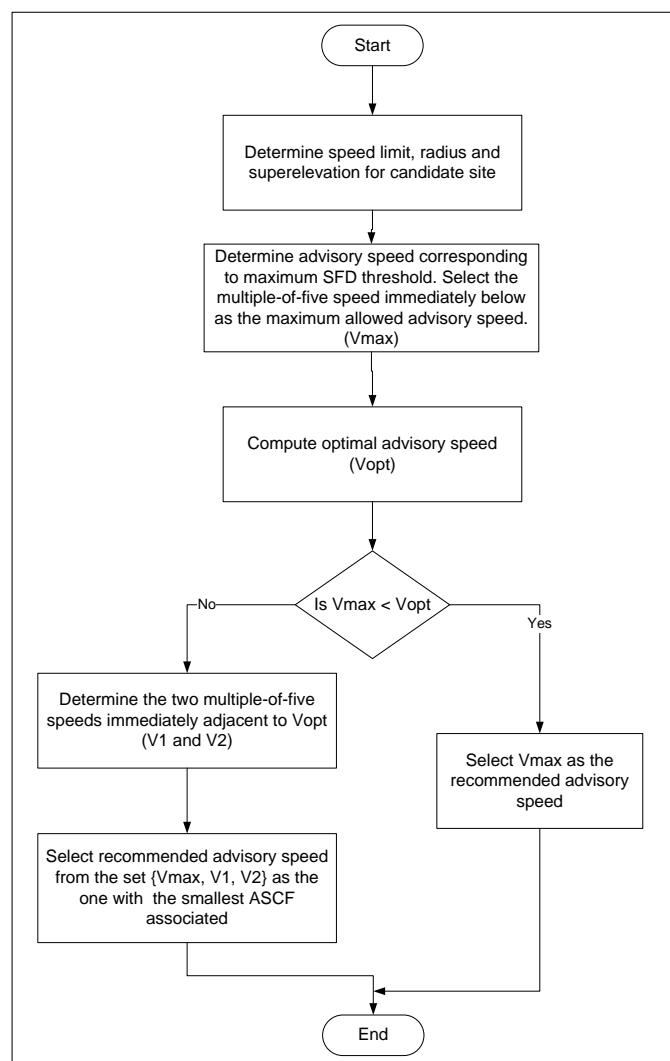 Start
Determine speed limit, radius and
superelevation for candidate site
Determine advisory speed corresponding
to maximum SFD threshold. Select the
multiple-of-five speed immediately below
as the maximum allowed advisory speed.
(Vmax)
Compute optimal advisory speed
(Vopt)
Is Vmax < Vopt
No
Yes
Determine the two multiple-of-five
speeds immediately adjacent to Vopt
(V1 and V2)
Select Vmax as the
recommended advisory
speed
Select recommended advisory speed
from the set {Vmax, V1, V2} as the
one with the smallest ASCF
associated
End